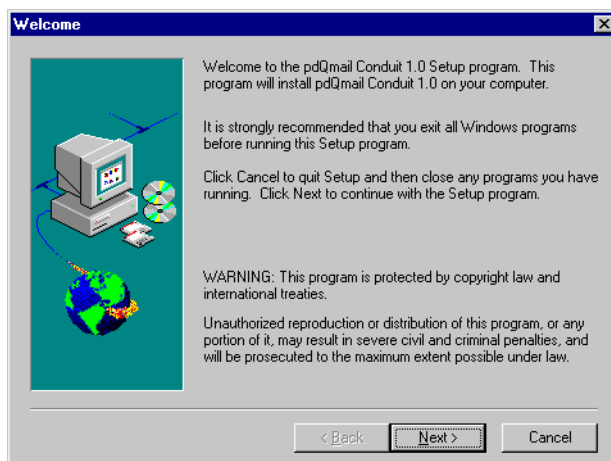 Welcome
Welcome to the pdQmail Conduit 1.0 Setup program. This
program will install pdQmail Conduit 1.0 on your computer.
It is strongly recommended that you exit all Windows programs
before running this Setup program.
Click Cancel to quit Setup and then close any programs you have
running. Click Next to continue with the Setup program.
WARNING: This program is protected by copyright law and
international treaties.
Unauthorized reproduction or distribution of this program, or any
portion of it, may result in severe civil and criminal penalties, and
will be prosecuted to the maximum extent possible under law.
< Back
Next >
Cancel